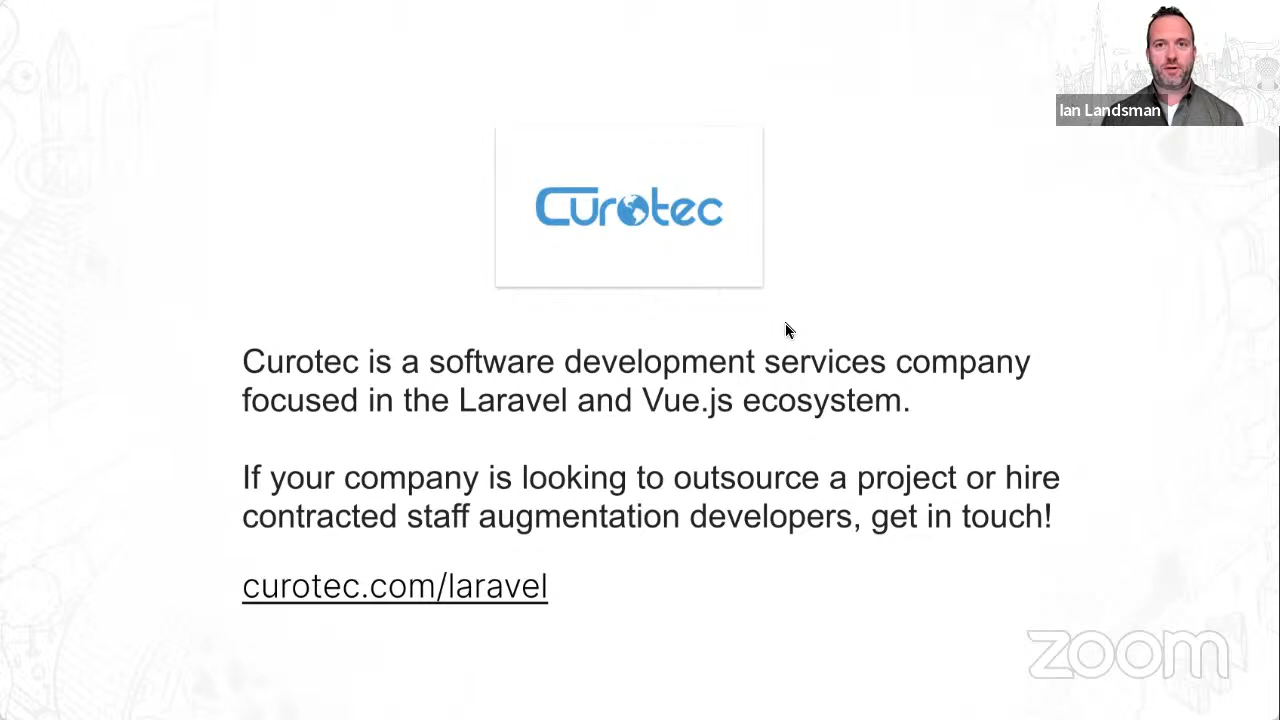 Ian Landsman
Curotec
Curotec is a software development services company
focused in the Laravel and Vue.js ecosystem.
If your company is looking to outsource a project or hire
contracted staff augmentation developers, get in touch!
curotec.com/laravel
zoom